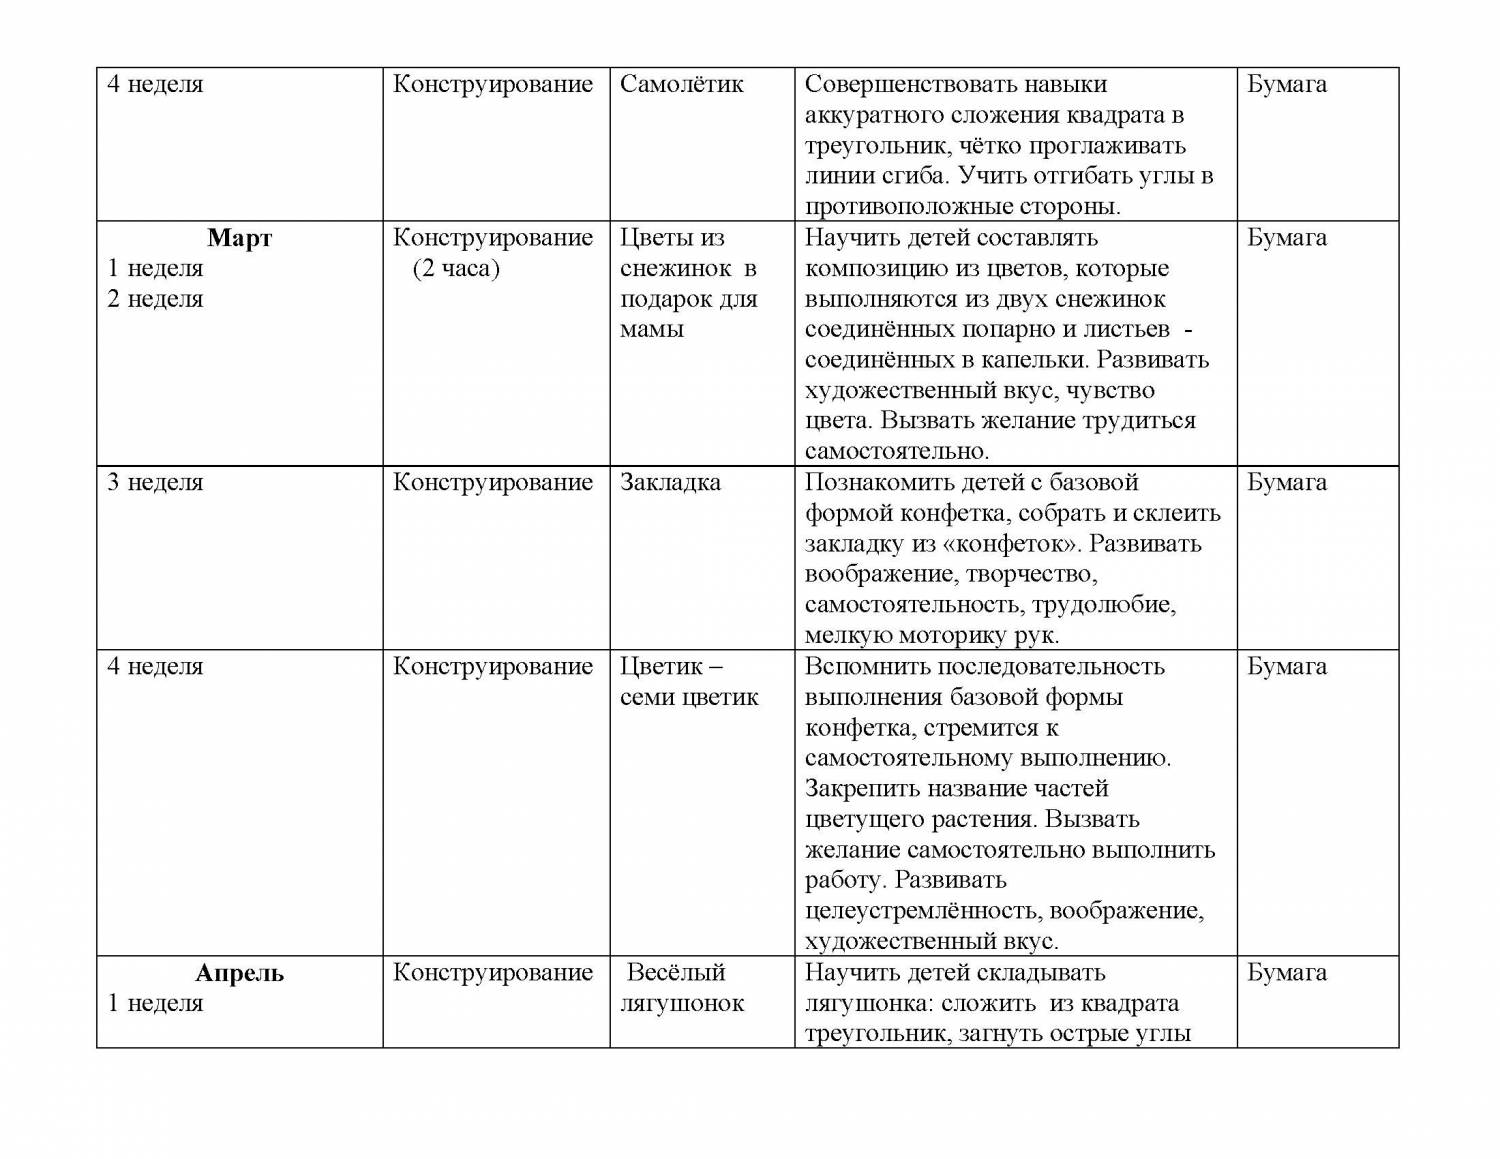 4 неделя
Конструирование
Самолётик
Совершенствовать навыки
аккуратного сложения квадрата в
треугольник, чётко проглаживать
линии сгиба. Учить отгибать углы в
противоположные стороны.
Бумага
Март
1 неделя
2 неделя
Конструирование
(2 часа)
Цветы из
снежинок в
подарок для
мамы
Научить детей составлять
композицию из цветов, которые
выполняются из двух снежинок
соединённых попарно и листьев -
соединённых в капельки. Развивать
художественный вкус, чувство
цвета. Вызвать желание трудиться
самостоятельно.
Бумага
3 неделя
Конструирование
Закладка
Познакомить детей с базовой
формой конфетка, собрать и склеить
закладку из «конфеток». Развивать
воображение, творчество,
самостоятельность, трудолюбие,
мелкую моторику рук.
Бумага
4 неделя
Конструирование
Цветик –
семи цветик
Вспомнить последовательность
выполнения базовой формы
конфетка, стремится к
самостоятельному выполнению.
Закрепить название частей
цветущего растения. Вызвать
желание самостоятельно выполнить
работу. Развивать
целеустремлённость, воображение,
художественный вкус.
Бумага
Апрель
1 неделя
Конструирование
Весёлый
лягушонок
Научить детей складывать
лягушонка: сложить из квадрата
треугольник, загнуть острые углы
Бумага